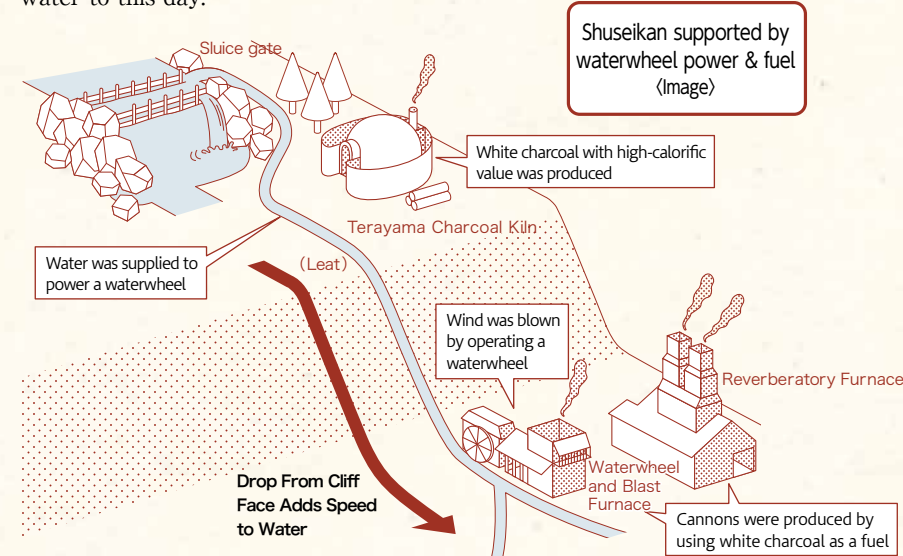 water to this day.
Shuseikan supported by
waterwheel power & fuel
〈Image〉
Sluice gate
White charcoal with high-calorific
value was produced
Terayama Charcoal Kiln
Water was supplied to
power a waterwheel
(Leat)
Wind was blown
by operating a
waterwheel
Reverberatory Furnace
Waterwheel
and Blast
Furnace
Drop From Cliff
Face Adds Speed
to Water
Cannons were produced by
using white charcoal as a fuel